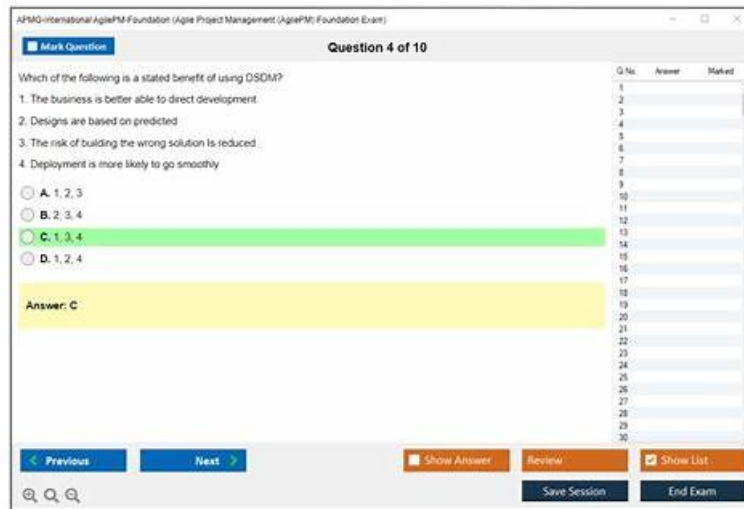 APMG-International AgilePM-Foundation (Agile Project Management (AgilePM) Foundation Exam)
Mark Question
Question 4 of 10
Which of the following is a stated benefit of using DSDM?
1. The business is better able to direct development
2. Designs are based on predicted
3. The risk of building the wrong solution Is reduced
4. Deployment is more likely to go smoothly
A. 1, 2, 3
B. 2, 3, 4
C. 1, 3, 4
D. 1, 2, 4
Answer: C
Q No. Answer Marked
1
2
3
4
5
6
7
8
9
10
11
12
13
14
15
16
17
18
19
20
21
22
23
24
25
26
27
28
29
30
Previous Next Show Answer Review Show List
Save Session End Exam